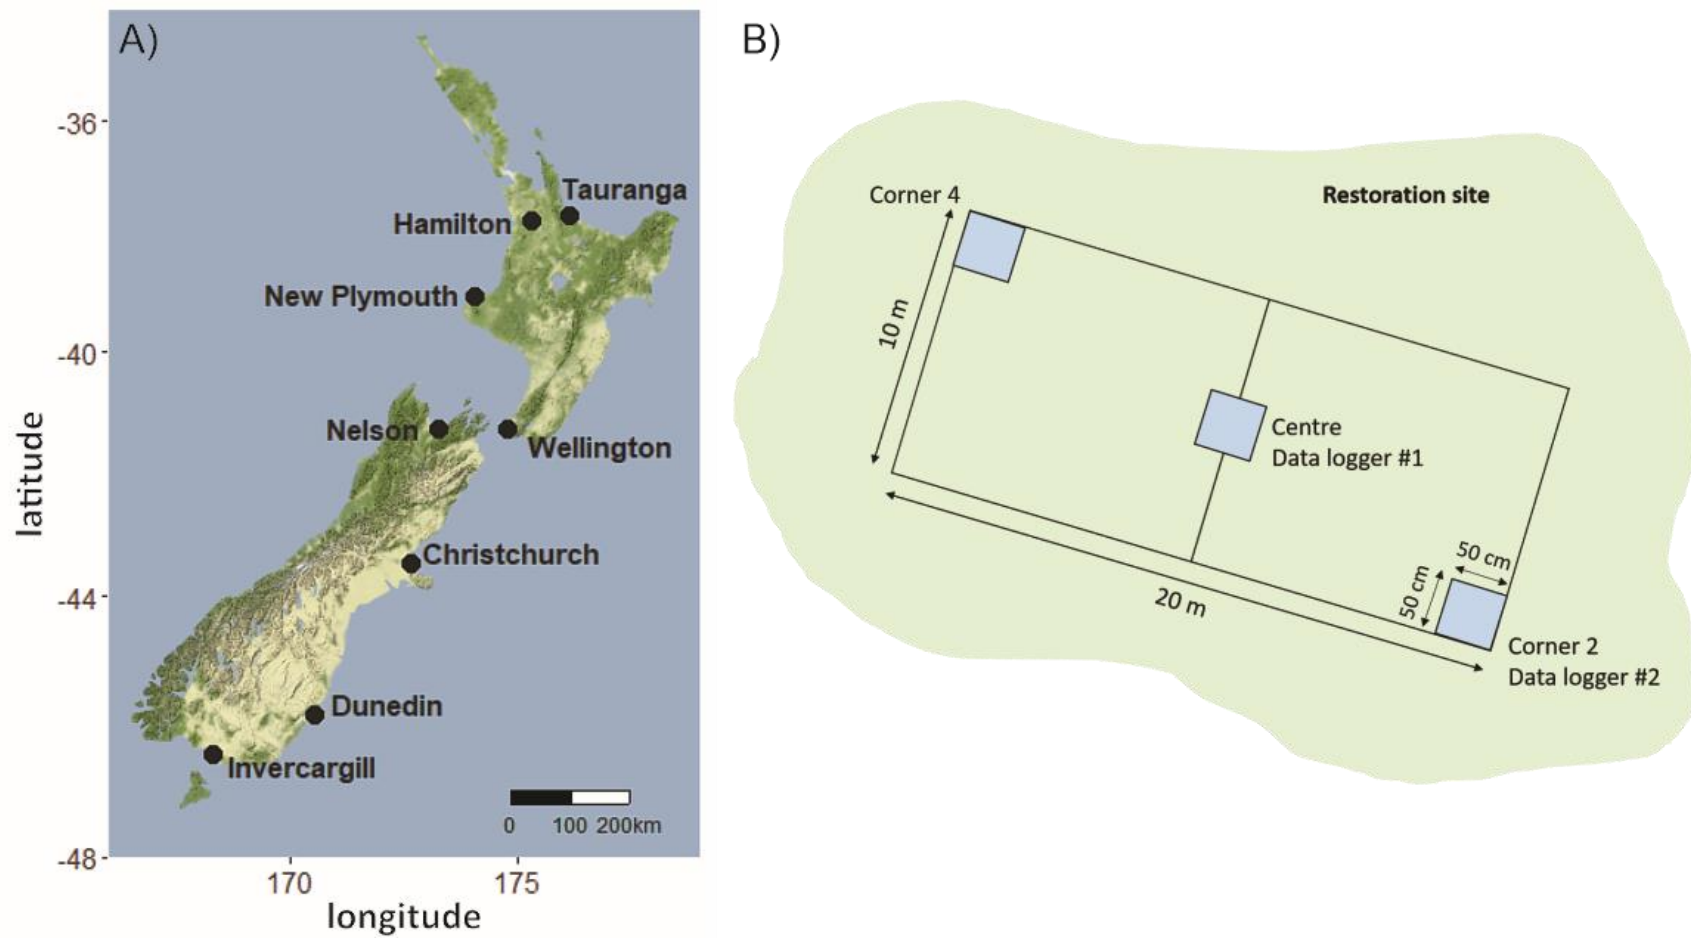 A)
-36
-40
-44
-48
latitude
170
175
longitude
Tauranga
Hamilton
New Plymouth
Nelson
Wellington
Christchurch
Dunedin
Invercargill
0 100 200km
B)
Restoration site
Corner 4
10 m
Centre
Data logger #1
20 m
50 cm
50 cm
Corner 2
Data logger #2